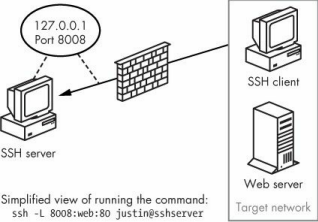 127.0.0.1
Port 8008
SSH client
SSH server
Web server
Target network
Simplified view of running the command:
ssh -L 8008:web:80 justin@sshserver